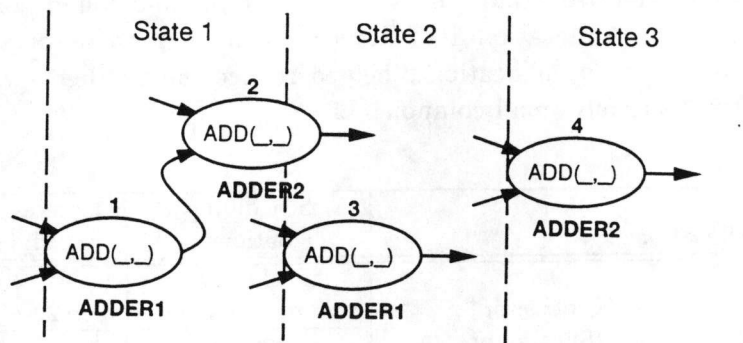 State 1
State 2
State 3
2
ADD(_,_)
ADDER2
4
ADD(_,_)
ADDER2
1
ADD(_,_)
ADDER1
3
ADD(_,_)
ADDER1